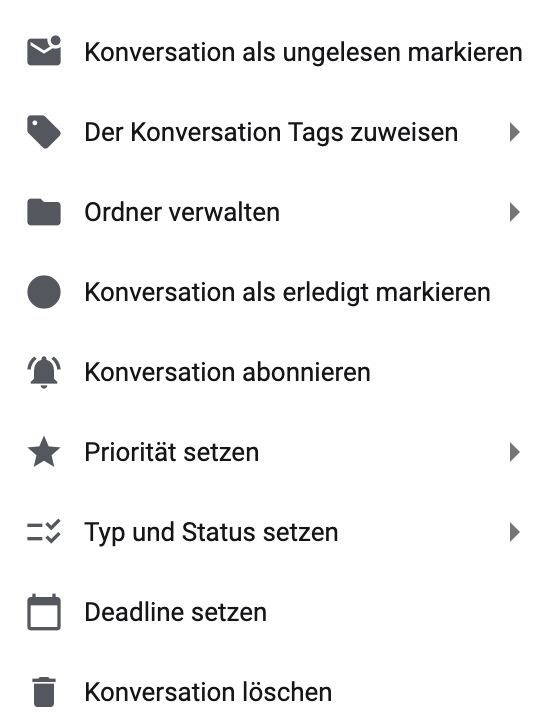 Konversation als ungelesen markieren
Der Konversation Tags zuweisen
Ordner verwalten
Konversation als erledigt markieren
Konversation abonnieren
Priorität setzen
Typ und Status setzen
Deadline setzen
Konversation löschen